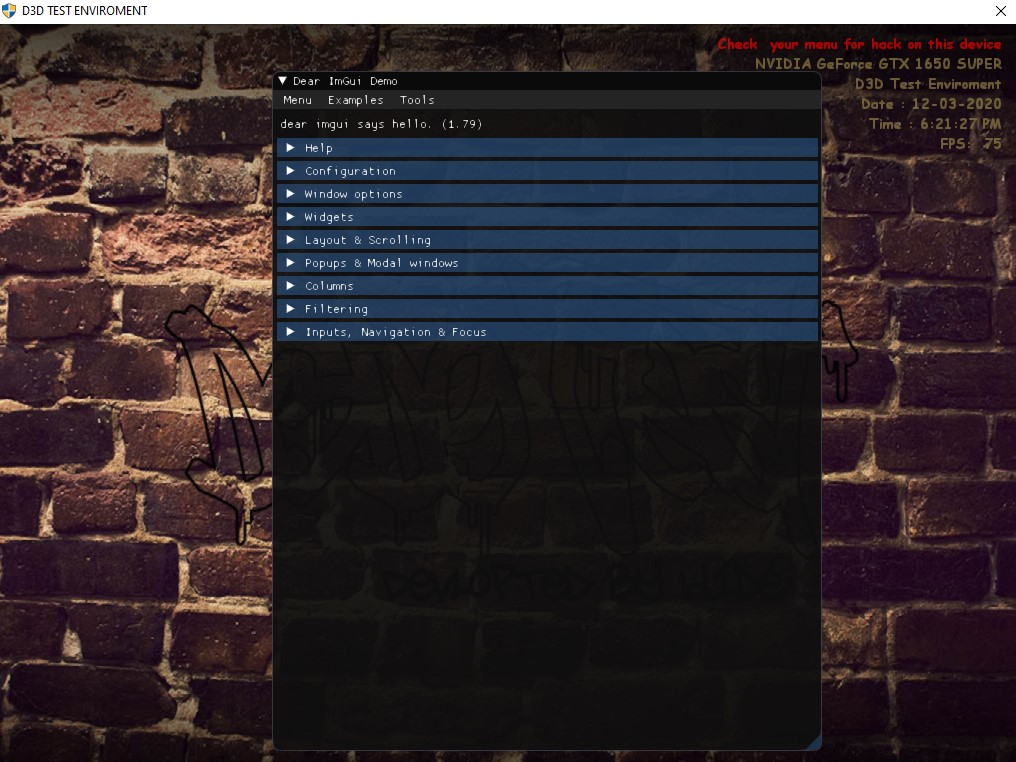 D3D TEST ENVIROMENT
Check your menu for hack on this device
NVIDIA GeForce GTX 1650 SUPER
D3D Test Enviroment
Date : 12-03-2020
Time : 6:21:27 PM
FPS: 75
Dear ImGui Demo
Menu Examples Tools
dear imgui says hello. (1.79)
Help
Configuration
Window options
Widgets
Layout & Scrolling
Popups & Modal windows
Columns
Filtering
Inputs, Navigation & Focus